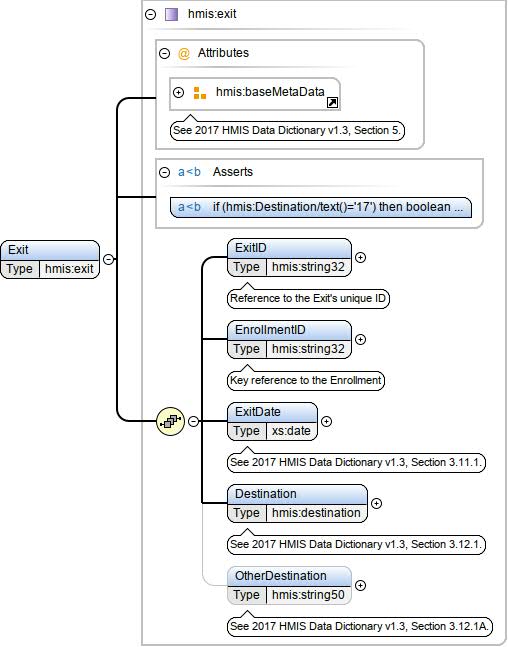 hmis:exit
Attributes
hmis:baseMetaData
See 2017 HMIS Data Dictionary v1.3, Section 5.
Asserts
if (hmis:Destination/text()='17') then boolean ...
Exit
Type hmis:exit
ExitID
Type hmis:string32
Reference to the Exit's unique ID
EnrollmentID
Type hmis:string32
Key reference to the Enrollment
ExitDate
Type xs:date
See 2017 HMIS Data Dictionary v1.3, Section 3.11.1.
Destination
Type hmis:destination
See 2017 HMIS Data Dictionary v1.3, Section 3.12.1.
OtherDestination
Type hmis:string50
See 2017 HMIS Data Dictionary v1.3, Section 3.12.1A.